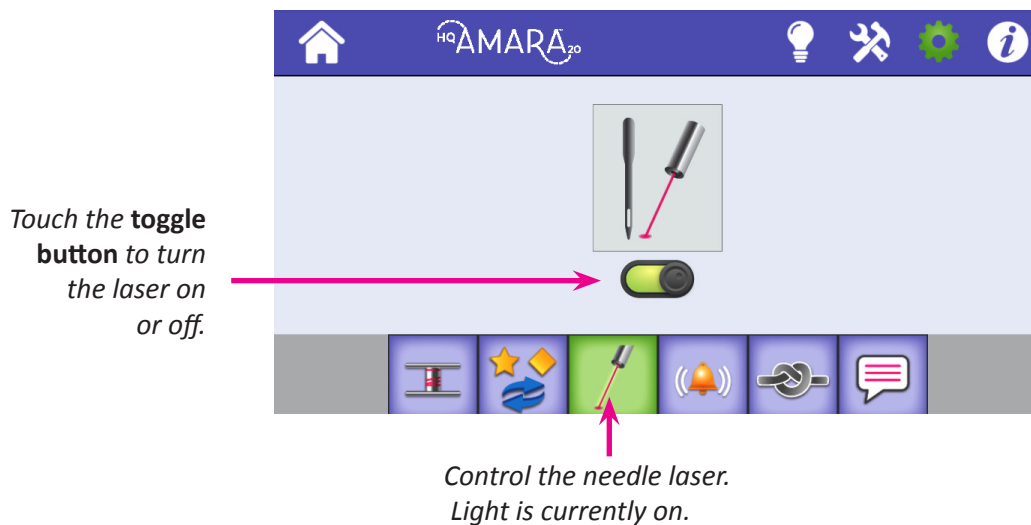 HQ AMARA 20
i
Touch the toggle
button to turn
the laser on
or off.
Control the needle laser.
Light is currently on.